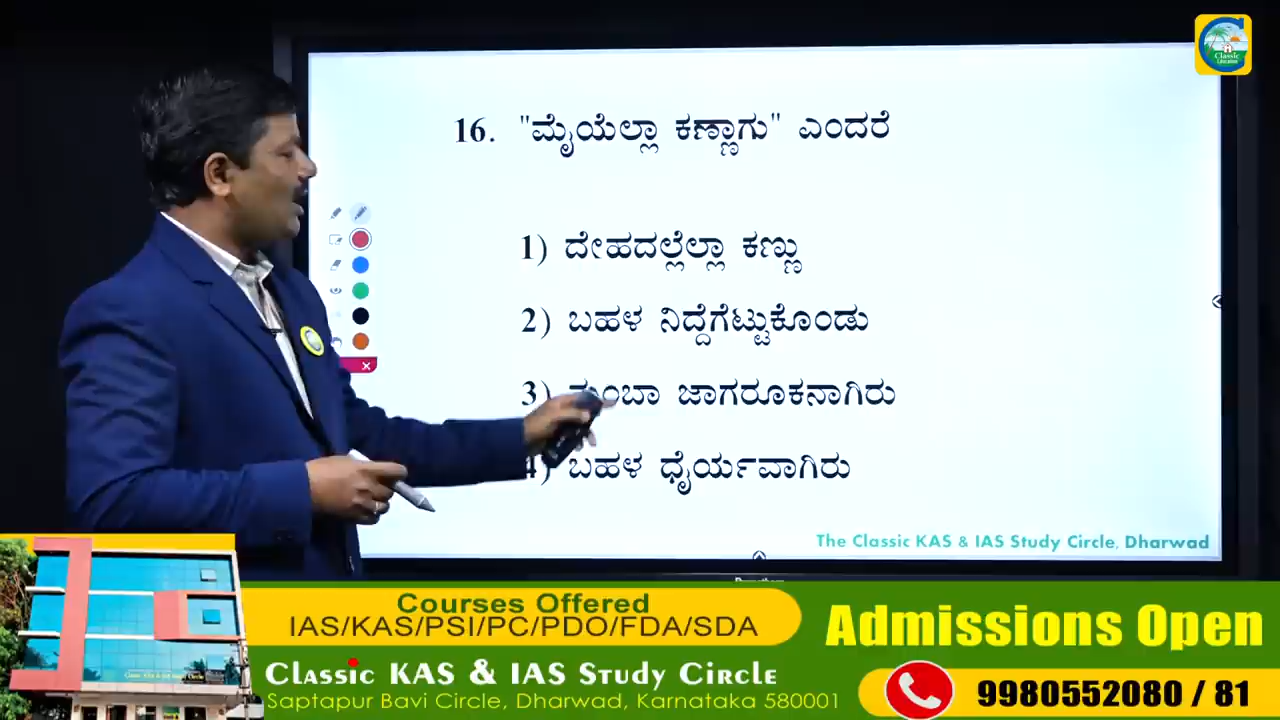 Classic
16. "ಮೈಯೆಲ್ಲಾ ಕಣ್ಣಾಗು" ಎಂದರೆ
1) ದೇಹದಲ್ಲೆಲ್ಲಾ ಕಣ್ಣು
2) ಬಹಳ ನಿದ್ದೆಗೆಟ್ಟುಕೊಂಡು
3) ತುಂಬಾ ಜಾಗರೂಕನಾಗಿರು
4) ಬಹಳ ಧೈರ್ಯವಾಗಿರು
The Classic KAS & IAS Study Circle, Dharwad
Courses Offered
IAS/KAS/PSI/PC/PDO/FDA/SDA
Classic KAS & IAS Study Circle
Saptapur Bavi Circle, Dharwad, Karnataka 580001
Admissions Open
9980552080 / 81